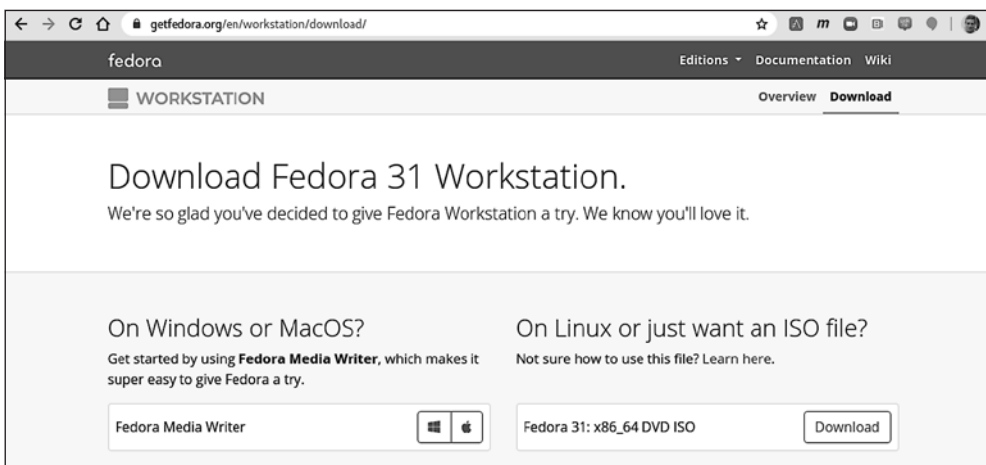 getfedora.org/en/workstation/download/
fedora
Editions Documentation Wiki
WORKSTATION
Overview Download
Download Fedora 31 Workstation.
We're so glad you've decided to give Fedora Workstation a try. We know you'll love it.
On Windows or MacOS?
Get started by using Fedora Media Writer, which makes it
super easy to give Fedora a try.
Fedora Media Writer
On Linux or just want an ISO file?
Not sure how to use this file? Learn here.
Fedora 31: x86_64 DVD ISO
Download